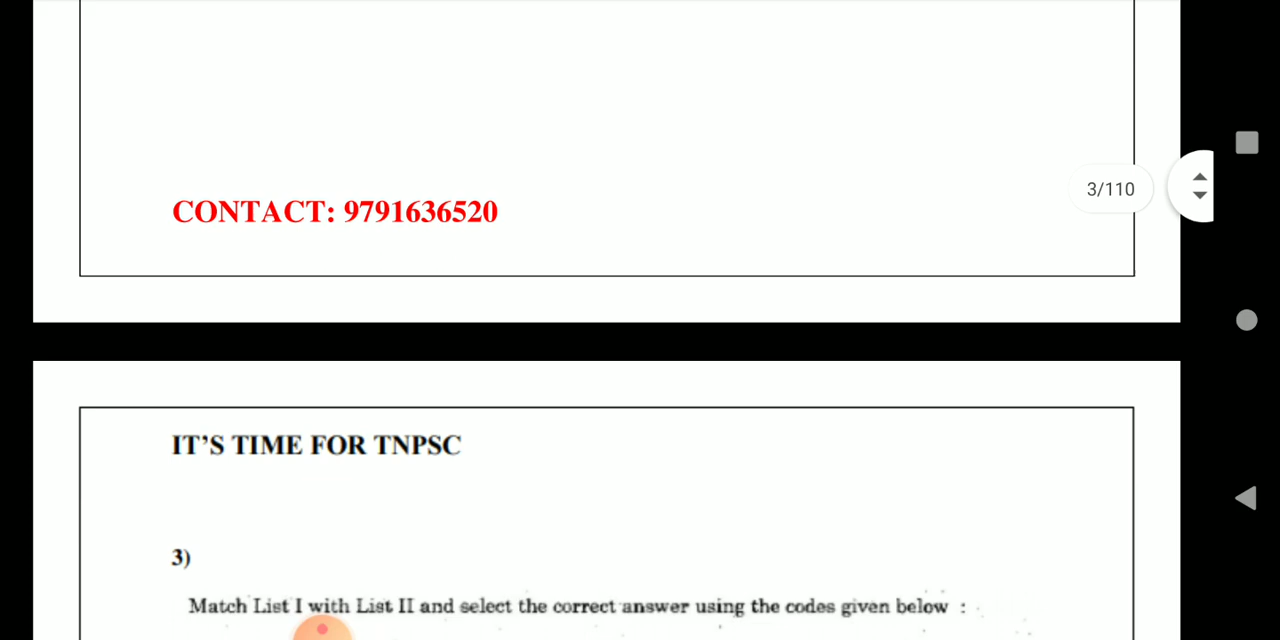 CONTACT: 9791636520
3/110
IT'S TIME FOR TNPSC
3)
Match List I with List II and select the correct answer using the codes given below :